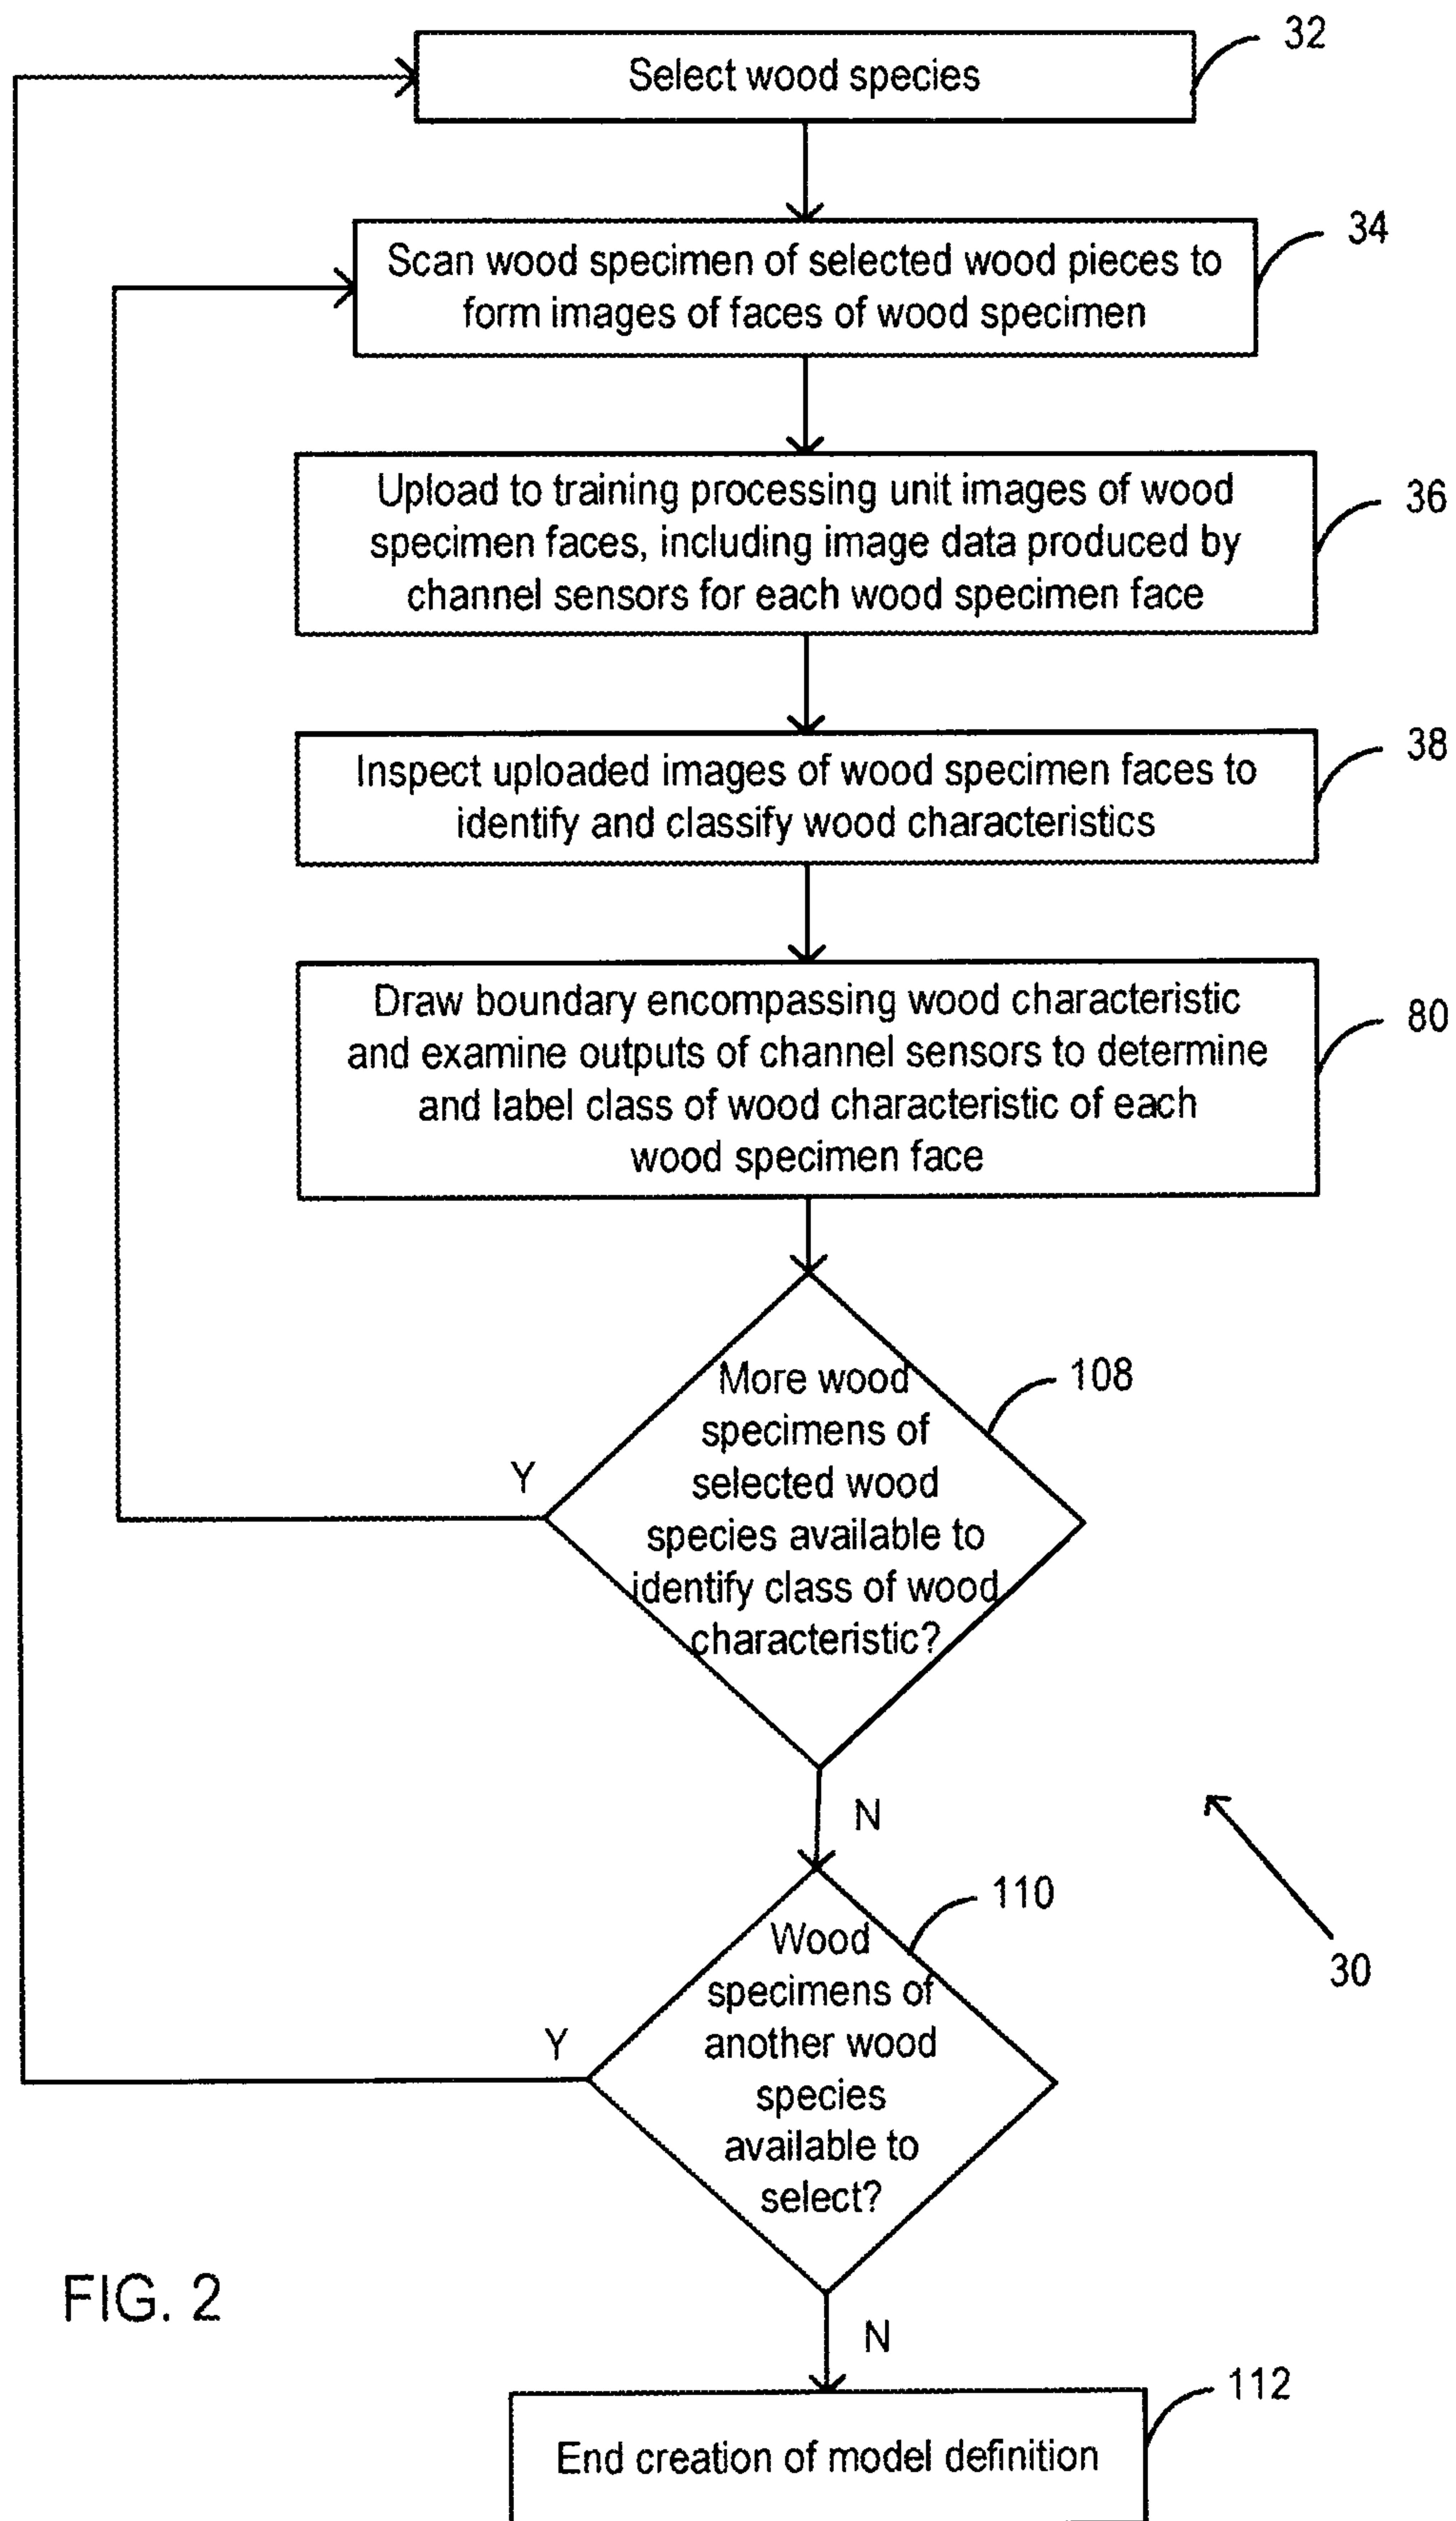 32
Select wood species
34
Scan wood specimen of selected wood pieces to
form images of faces of wood specimen
36
Upload to training processing unit images of wood
specimen faces, including image data produced by
channel sensors for each wood specimen face
38
Inspect uploaded images of wood specimen faces to
identify and classify wood characteristics
80
Draw boundary encompassing wood characteristic
and examine outputs of channel sensors to determine
and label class of wood characteristic of each
wood specimen face
108
More wood
specimens of
selected wood
species available to
identify class of wood
characteristic?
Y
N
110
Wood
specimens of
another wood
species
available to
select?
Y
30
N
FIG. 2
112
End creation of model definition